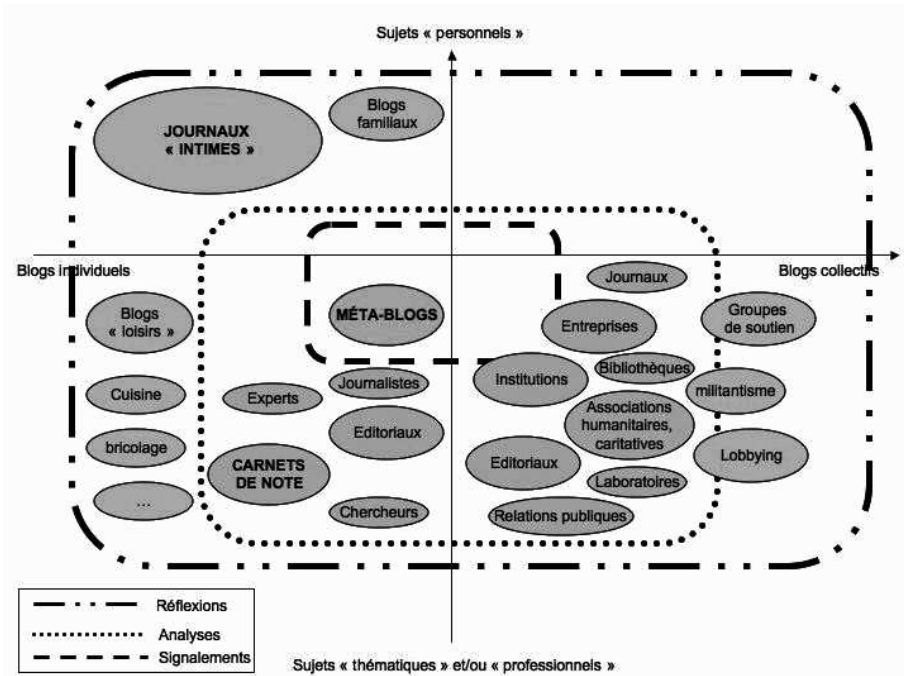 Sujets « personnels »
JOURNAUX
« INTIMES »
Blogs
familiaux
Blogs individuels
Blogs collectifs
Journaux
Blogs
« loisirs »
MÉTA-BLOGS
Entreprises
Groupes
de soutien
Bibliothèques
Journalistes
Institutions
Cuisine
Experts
militantisme
Associations
humanitaires,
caritatives
Editoriaux
bricolage
CARNETS
DE NOTE
Editoriaux
Lobbying
Laboratoires
...
Chercheurs
Relations publiques
Réflexions
Analyses
Signalements
Sujets « thématiques » et/ou « professionnels »